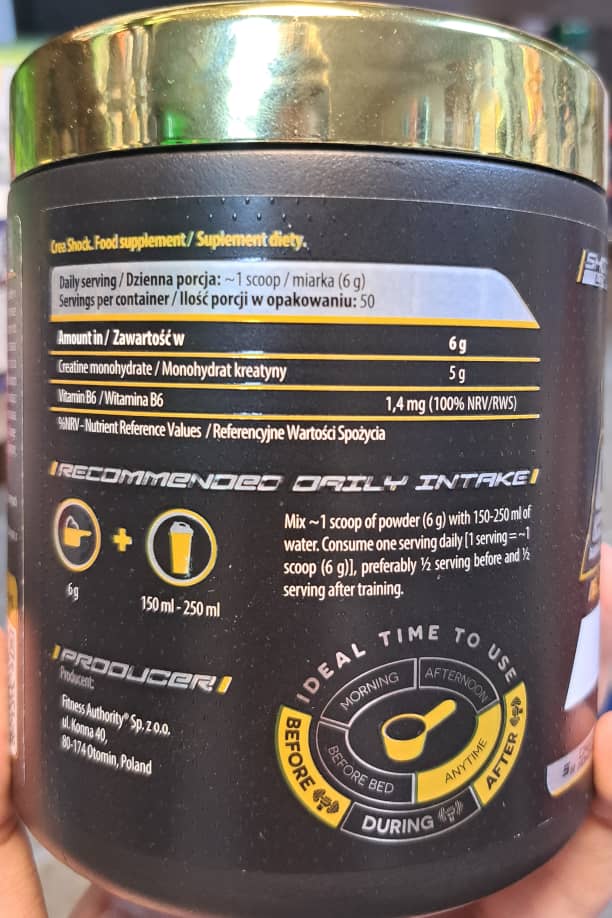 Crea Shock. Food supplement / Suplement diety.
Daily serving / Dzienna porcja: ~1 scoop / miarka (6 g)
Servings per container / Ilość porcji w opakowaniu: 50
Amount in / Zawartość w 6 g
Creatine monohydrate / Monohydrat kreatyny 5 g
Vitamin B6 / Witamina B6 1,4 mg (100% NRV/RWS)
%NRV - Nutrient Reference Values / Referencyjne Wartości Spożycia
RECOMMENDED DAILY INTAKE
Mix ~1 scoop of powder (6 g) with 150-250 ml of
water. Consume one serving daily [1 serving = ~1
scoop (6 g)], preferably ½ serving before and ½
serving after training.
+
6 g
150 ml - 250 ml
PRODUCER
Producent:
Fitness Authority® Sp. z o.o.
ul. Konna 40,
80-174 Otomin, Poland
IDEAL TIME TO USE
MORNING
AFTERNOON
BEFORE
BEFORE BED
ANYTIME
AFTER
DURING